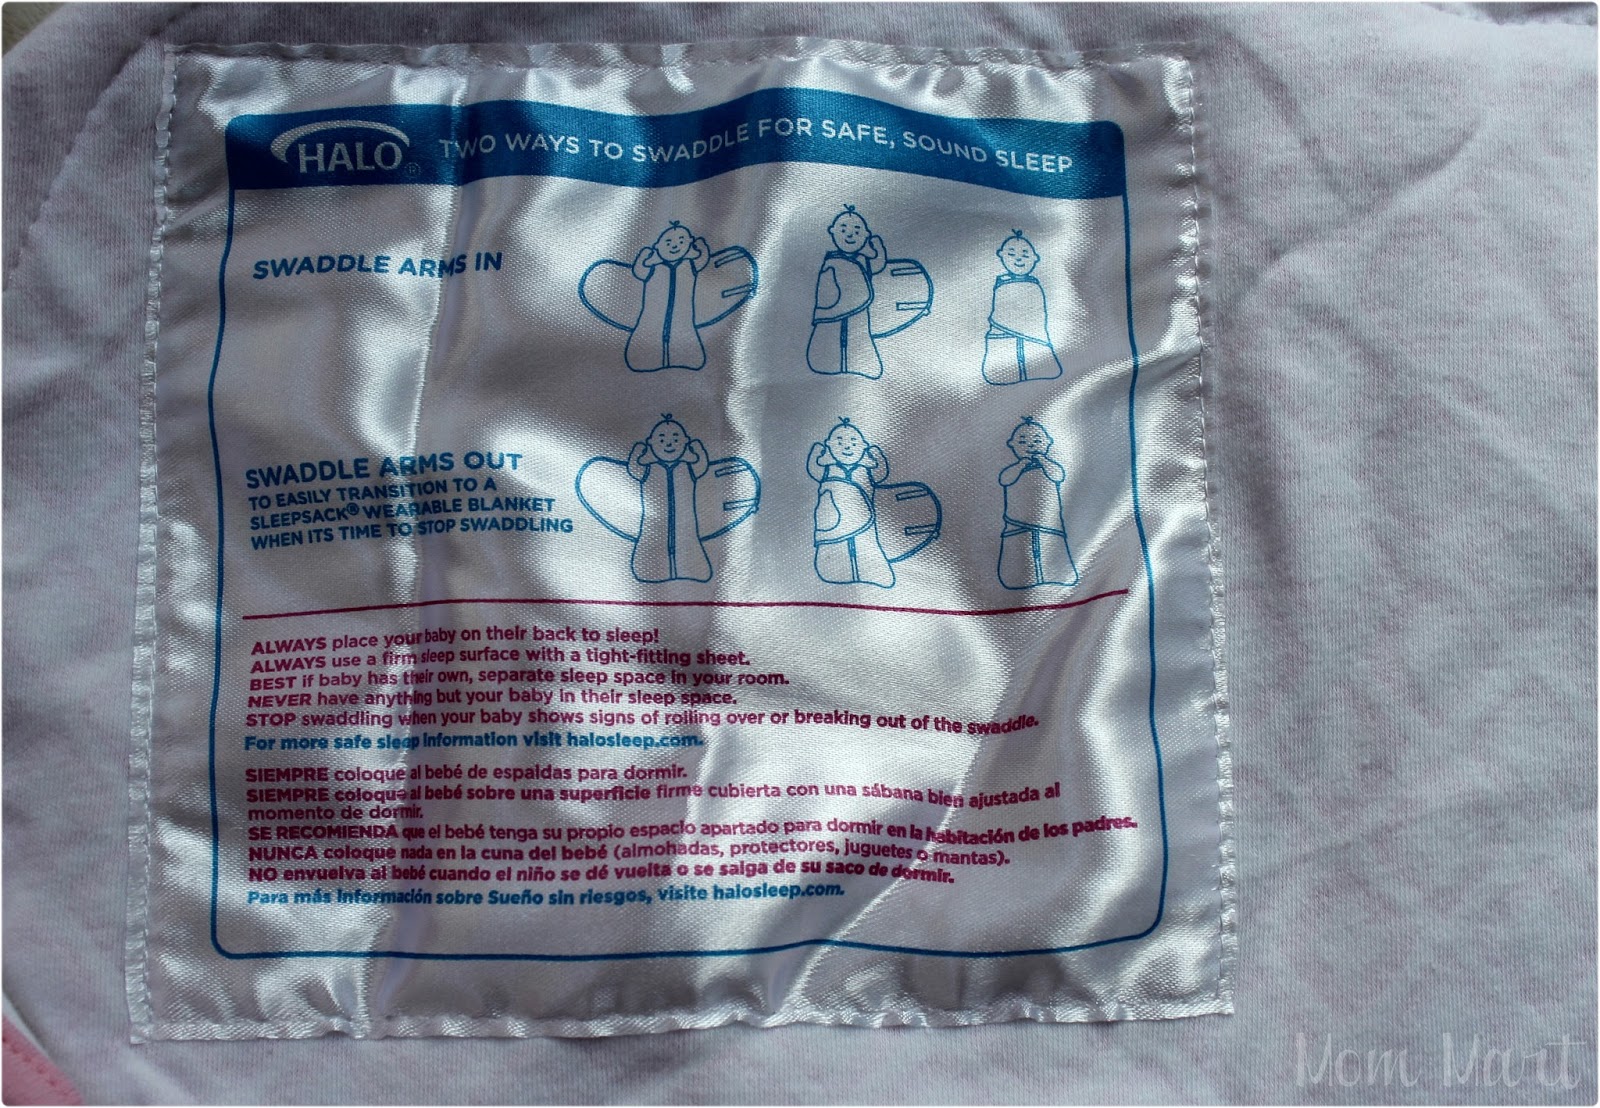 HALO® TWO WAYS TO SWADDLE FOR SAFE, SOUND SLEEP
SWADDLE ARMS IN
SWADDLE ARMS OUT
TO EASILY TRANSITION TO A
SLEEPSACK® WEARABLE BLANKET
WHEN ITS TIME TO STOP SWADDLING
ALWAYS place your baby on their back to sleep!
ALWAYS use a firm sleep surface with a tight-fitting sheet.
BEST if baby has their own, separate sleep space in your room.
NEVER have anything but your baby in their sleep space.
STOP swaddling when your baby shows signs of rolling over or breaking out of the swaddle.
For more safe sleep information visit halosleep.com.
SIEMPRE coloque al bebé de espaldas para dormir.
SIEMPRE coloque al bebé sobre una superficie firme cubierta con una sábana bien ajustada al
momento de dormir.
SE RECOMIENDA que el bebé tenga su propio espacio apartado para dormir en la habitación de los padres.
NUNCA coloque nada en la cuna del bebé (almohadas, protectores, juguetes o mantas).
NO envuelva al bebé cuando el niño se dé vuelta o se salga de su saco de dormir.
Para más información sobre Sueño sin riesgos, visite halosleep.com.
Mom Mart